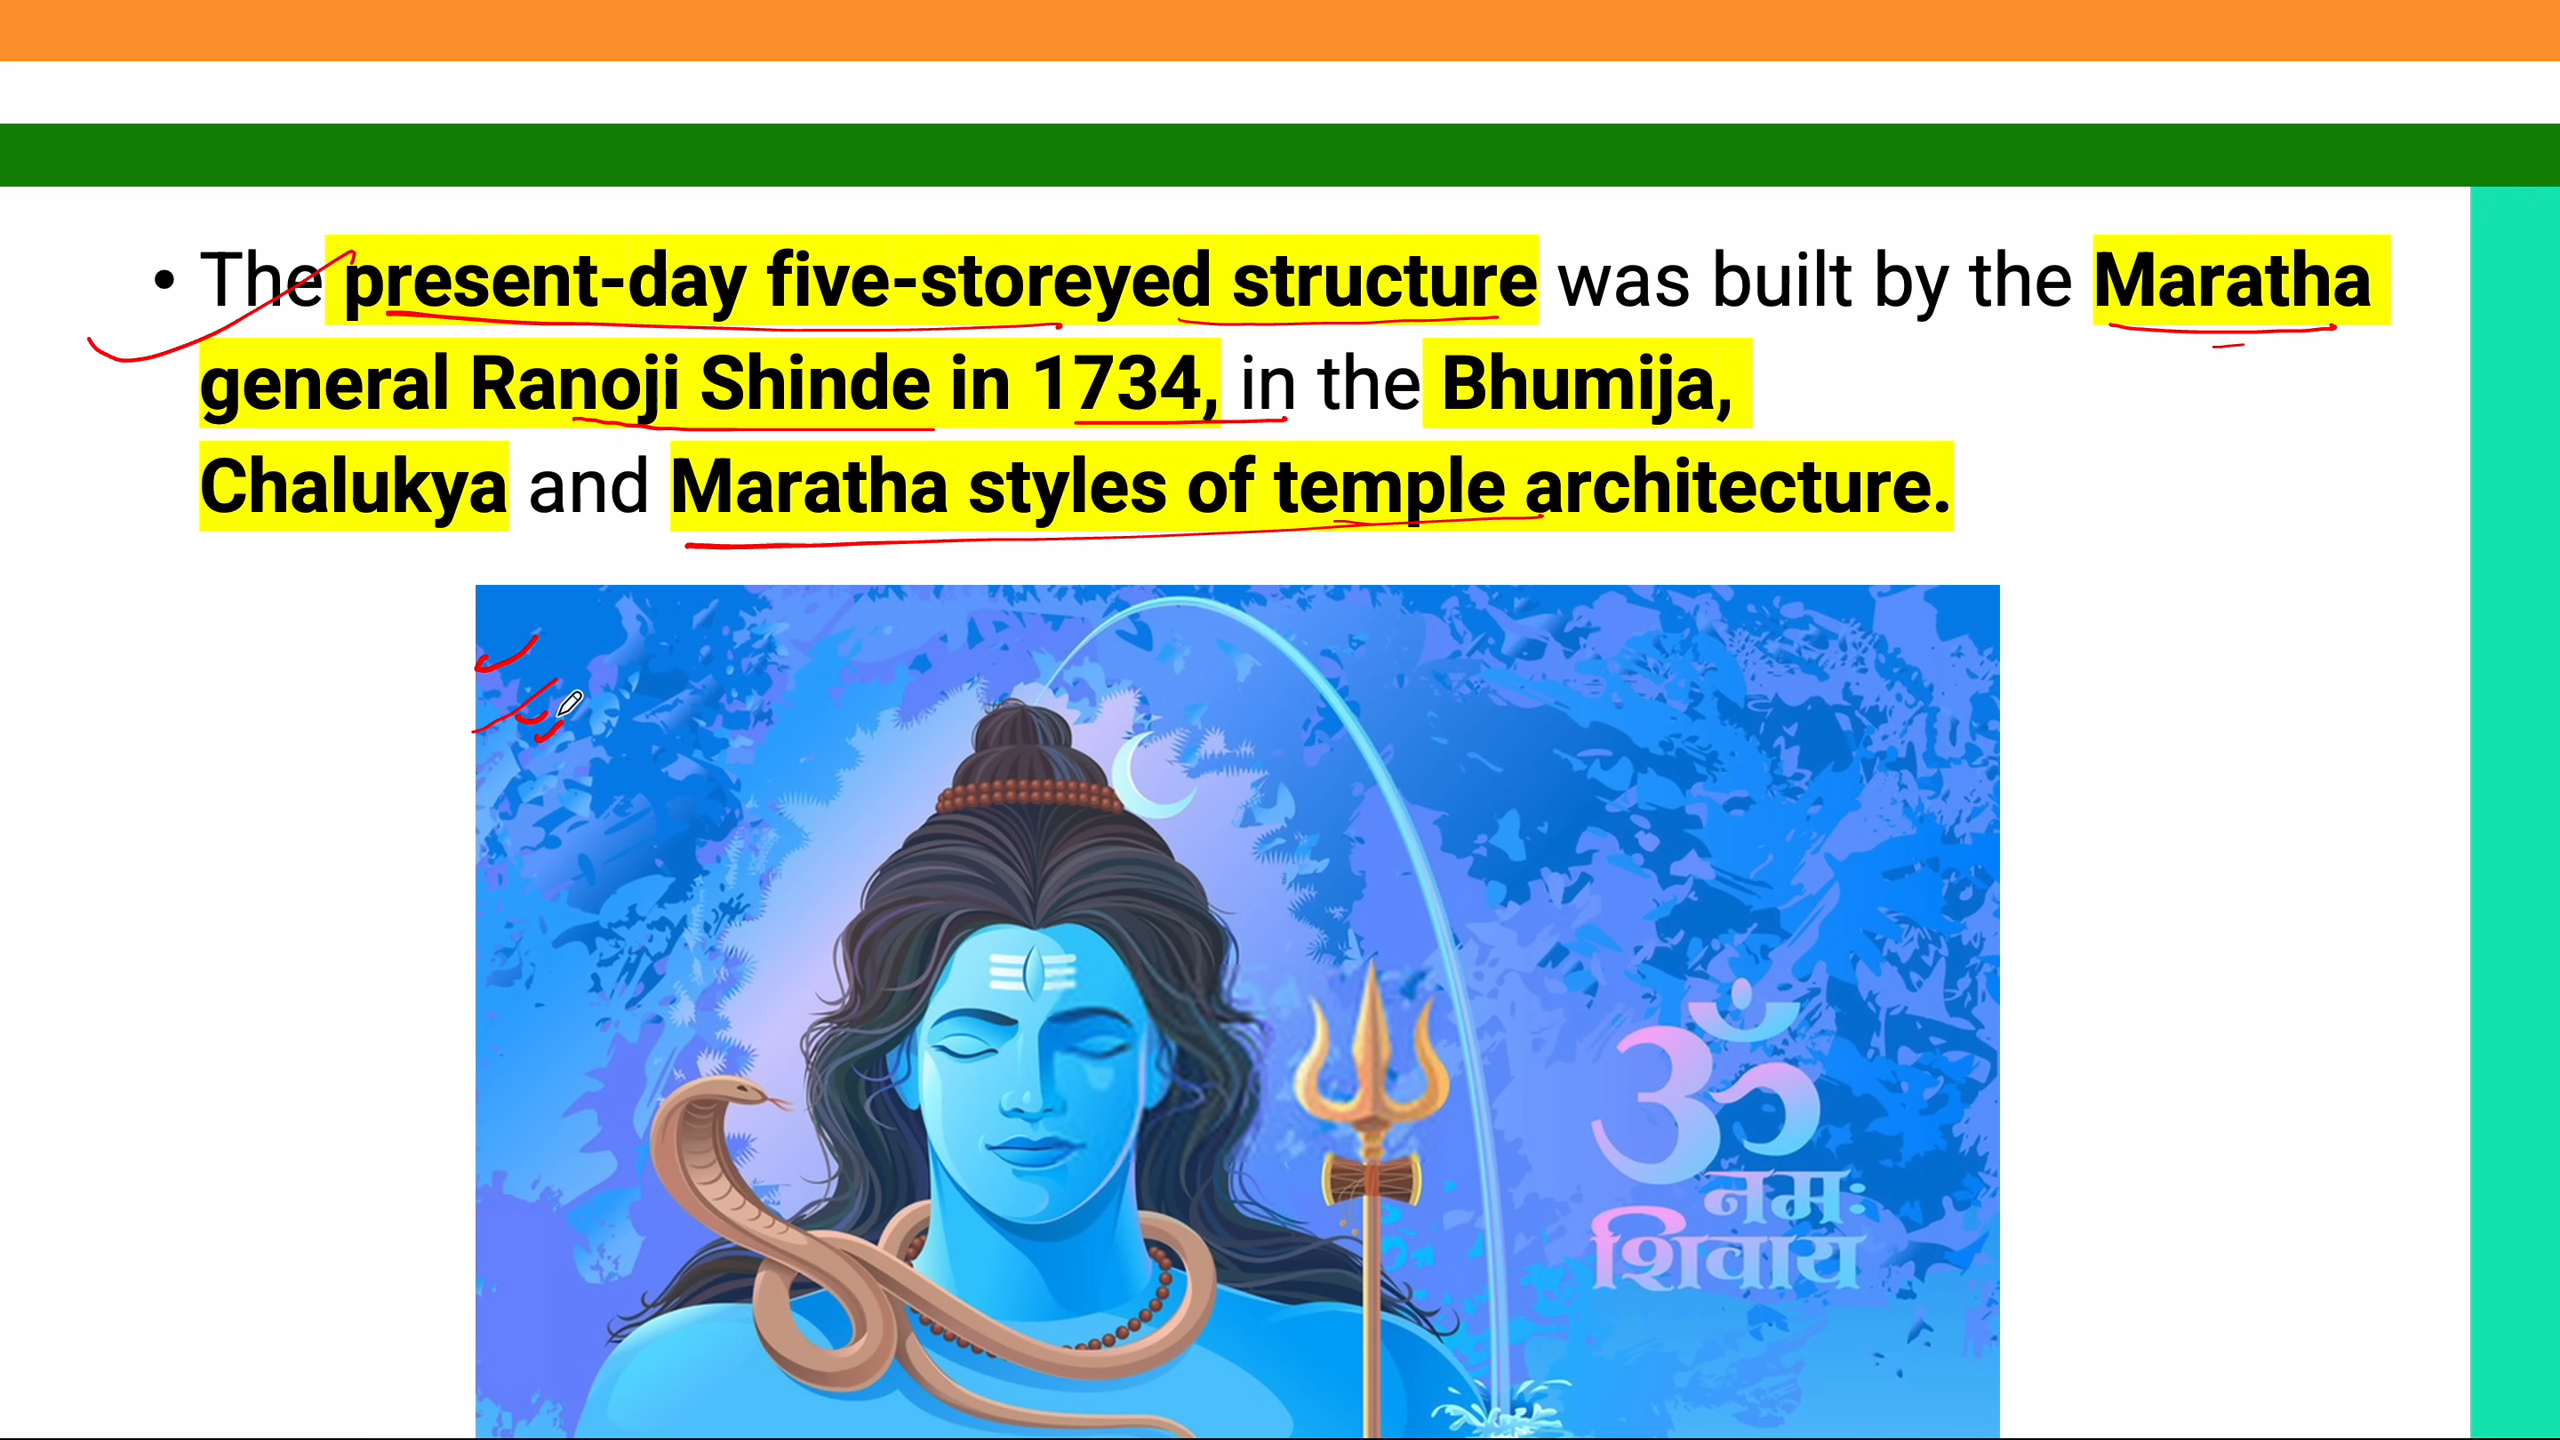 • The present-day five-storeyed structure was built by the Maratha
general Ranoji Shinde in 1734, in the Bhumija,
Chalukya and Maratha styles of temple architecture.
ॐ
नमः
शिवाय